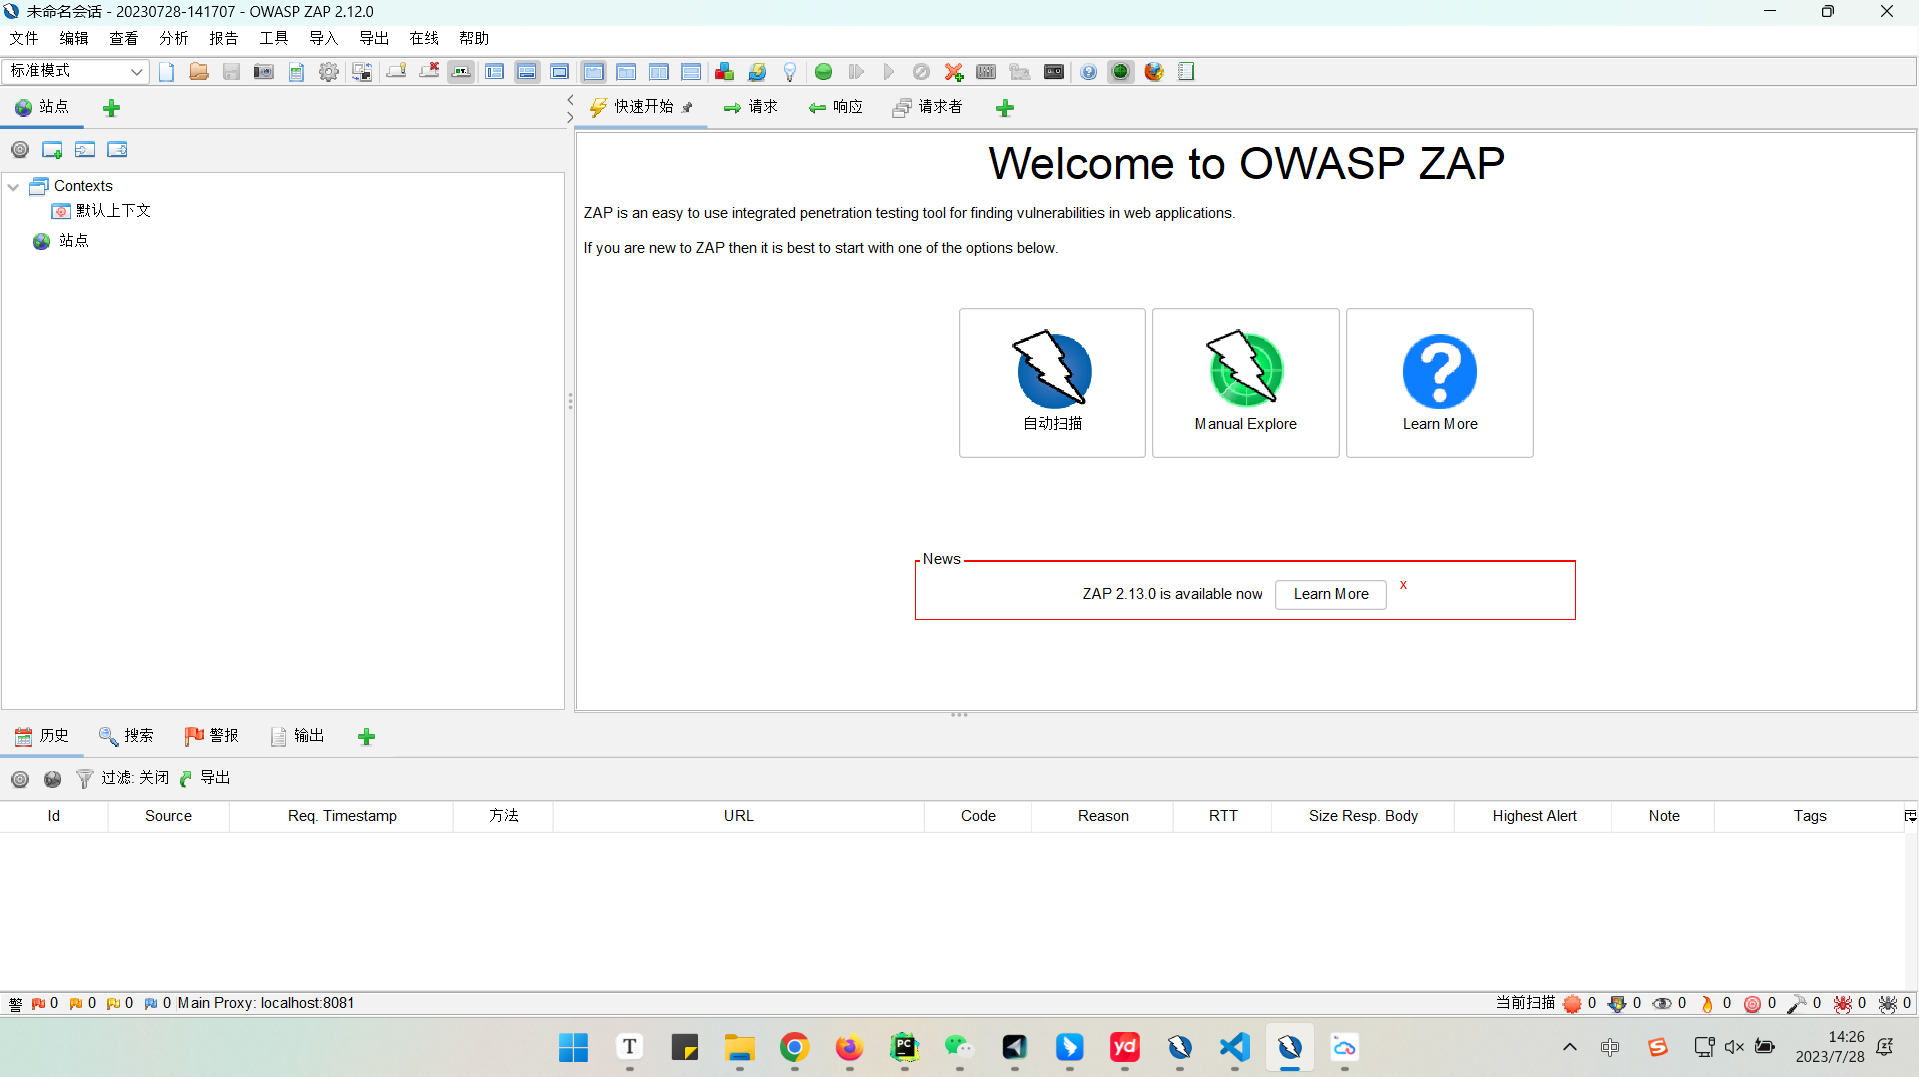 未命名会话 - 20230728-141707 - OWASP ZAP 2.12.0
文件 编辑 查看 分析 报告 工具 导入 导出 在线 帮助
标准模式
站点
快速开始 请求 响应 请求者
Contexts
默认上下文
站点
Welcome to OWASP ZAP
ZAP is an easy to use integrated penetration testing tool for finding vulnerabilities in web applications.
If you are new to ZAP then it is best to start with one of the options below.
自动扫描 Manual Explore Learn More
News
ZAP 2.13.0 is available now Learn More x
历史 搜索 警报 输出
过滤: 关闭 导出
Id Source Req. Timestamp 方法 URL Code Reason RTT Size Resp. Body Highest Alert Note Tags
警 0 0 0 0 Main Proxy: localhost:8081 当前扫描 0 0 0 0 0 0 0 0
T PC yd 中 S 14:26
2023/7/28